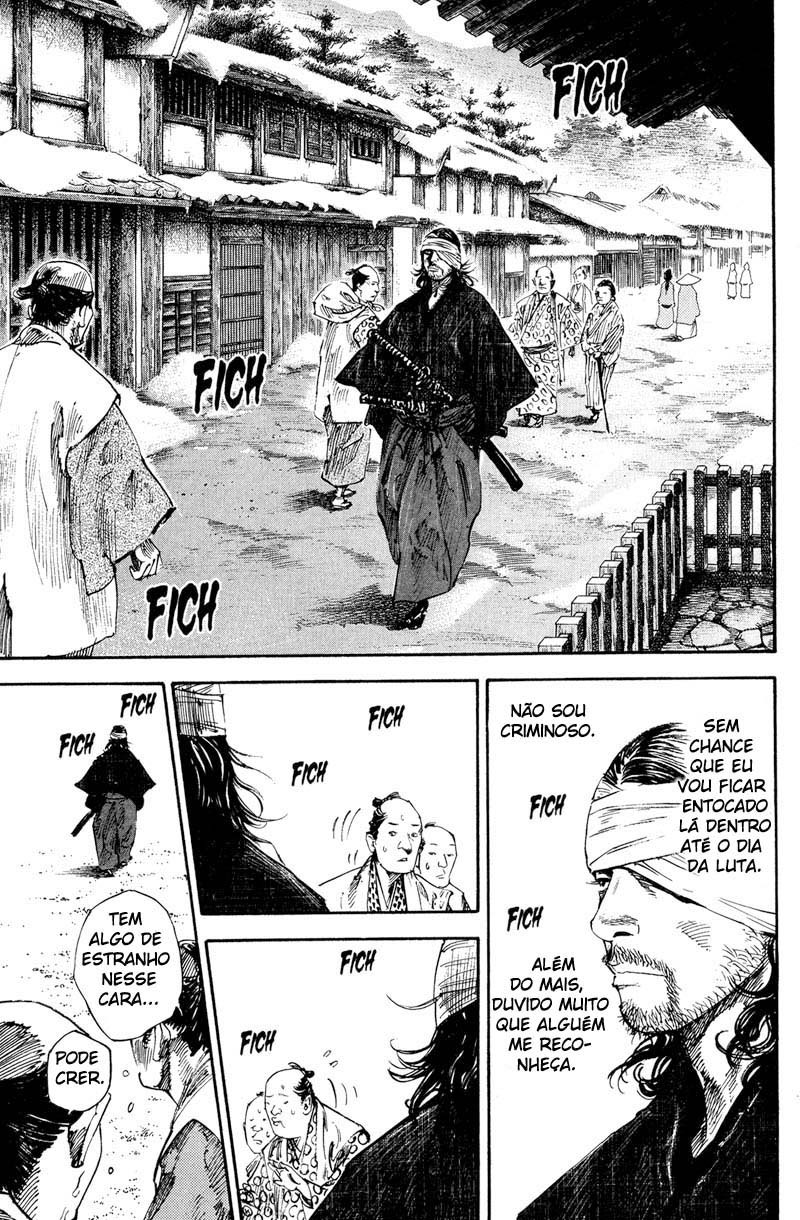 FICH
FICH
FICH
SEM
CHANCE
QUE EU
VOU FICAR
ENTOCADO
LÁ DENTRO
ATÉ O DIA
DA LUTA.
NÃO SOU
CRIMINOSO.
FICH
FICH
ALÉM
DO MAIS,
DUVIDO MUITO
QUE ALGUÉM
ME RECO-
NHEÇA.
FICH
FICH
FICH
FICH
FICH
FICH
FICH
TEM
ALGO DE
ESTRANHO
NESSE
CARA...
PODE
CRER.